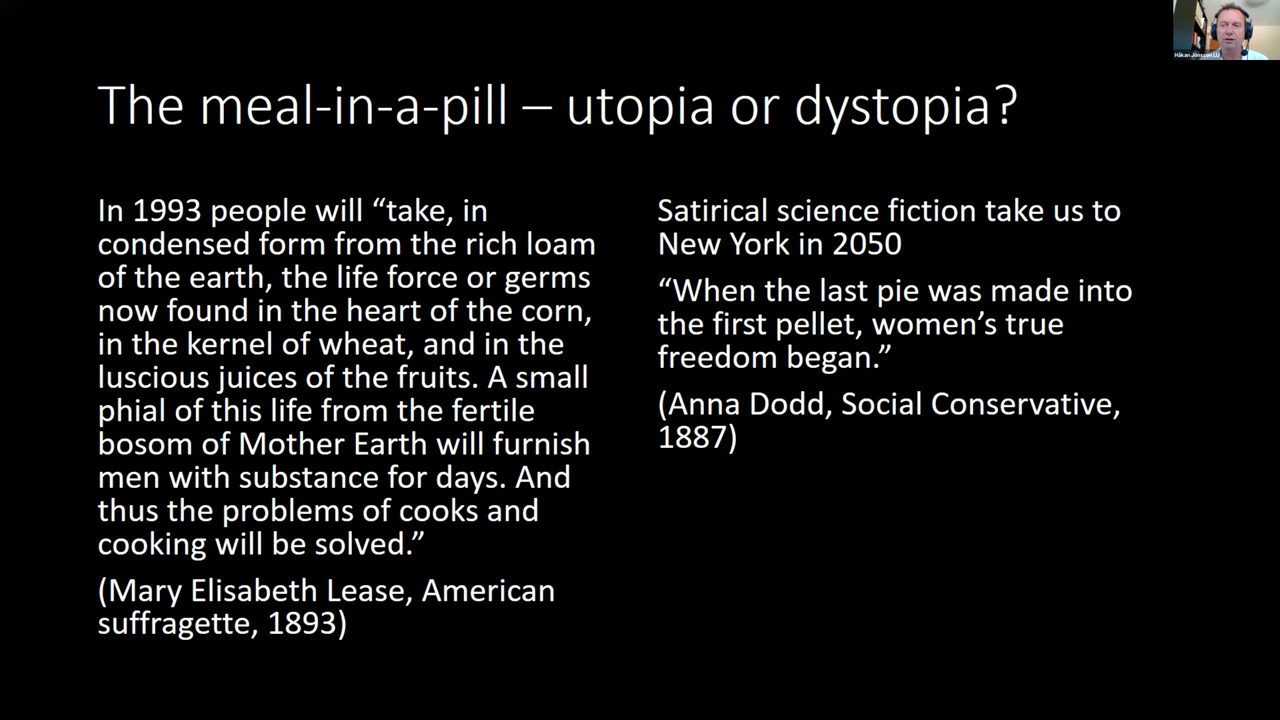 Håkan Jönsson LU
The meal-in-a-pill – utopia or dystopia?
In 1993 people will “take, in
condensed form from the rich loam
of the earth, the life force or germs
now found in the heart of the corn,
in the kernel of wheat, and in the
luscious juices of the fruits. A small
phial of this life from the fertile
bosom of Mother Earth will furnish
men with substance for days. And
thus the problems of cooks and
cooking will be solved.”
(Mary Elisabeth Lease, American
suffragette, 1893)
Satirical science fiction take us to
New York in 2050
“When the last pie was made into
the first pellet, women’s true
freedom began.”
(Anna Dodd, Social Conservative,
1887)